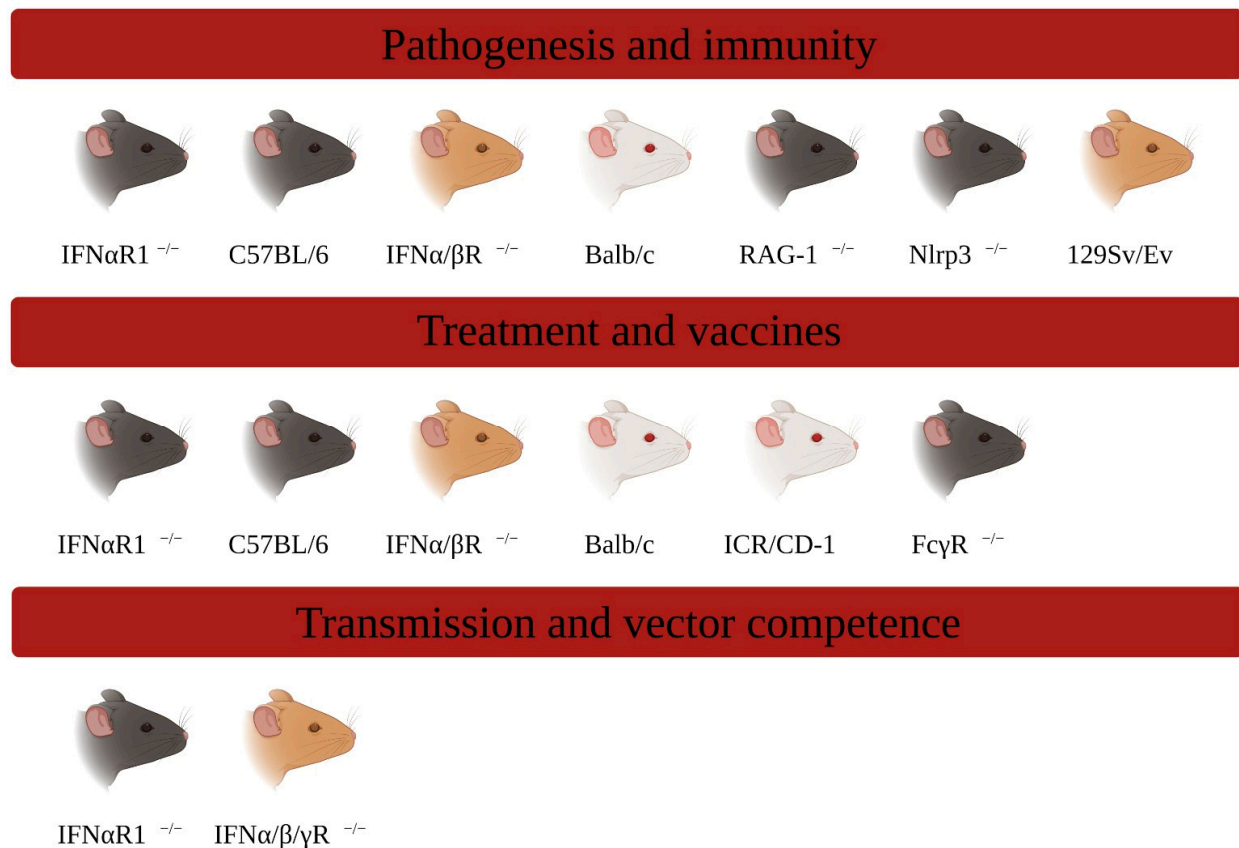 Pathogenesis and immunity
IFNαR1 −/− C57BL/6 IFNα/βR −/− Balb/c RAG-1 −/− Nlrp3 −/− 129Sv/Ev
Treatment and vaccines
IFNαR1 −/− C57BL/6 IFNα/βR −/− Balb/c ICR/CD-1 FcγR −/−
Transmission and vector competence
IFNαR1 −/− IFNα/β/γR −/−